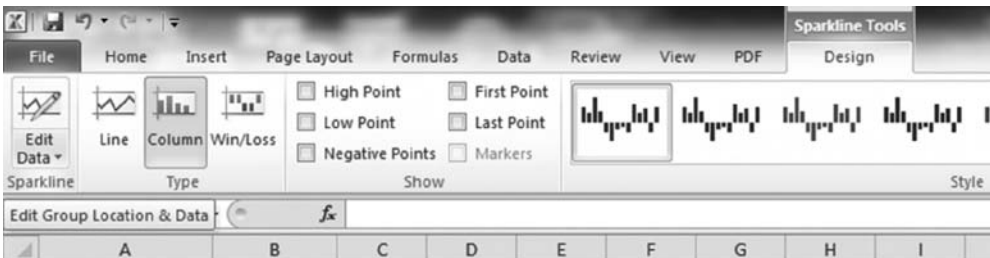 Sparkline Tools
File Home Insert Page Layout Formulas Data Review View PDF Design
Edit Data
Line Column Win/Loss
High Point First Point
Low Point Last Point
Negative Points Markers
Sparkline Type Show Style
Edit Group Location & Data fx
A B C D E F G H I